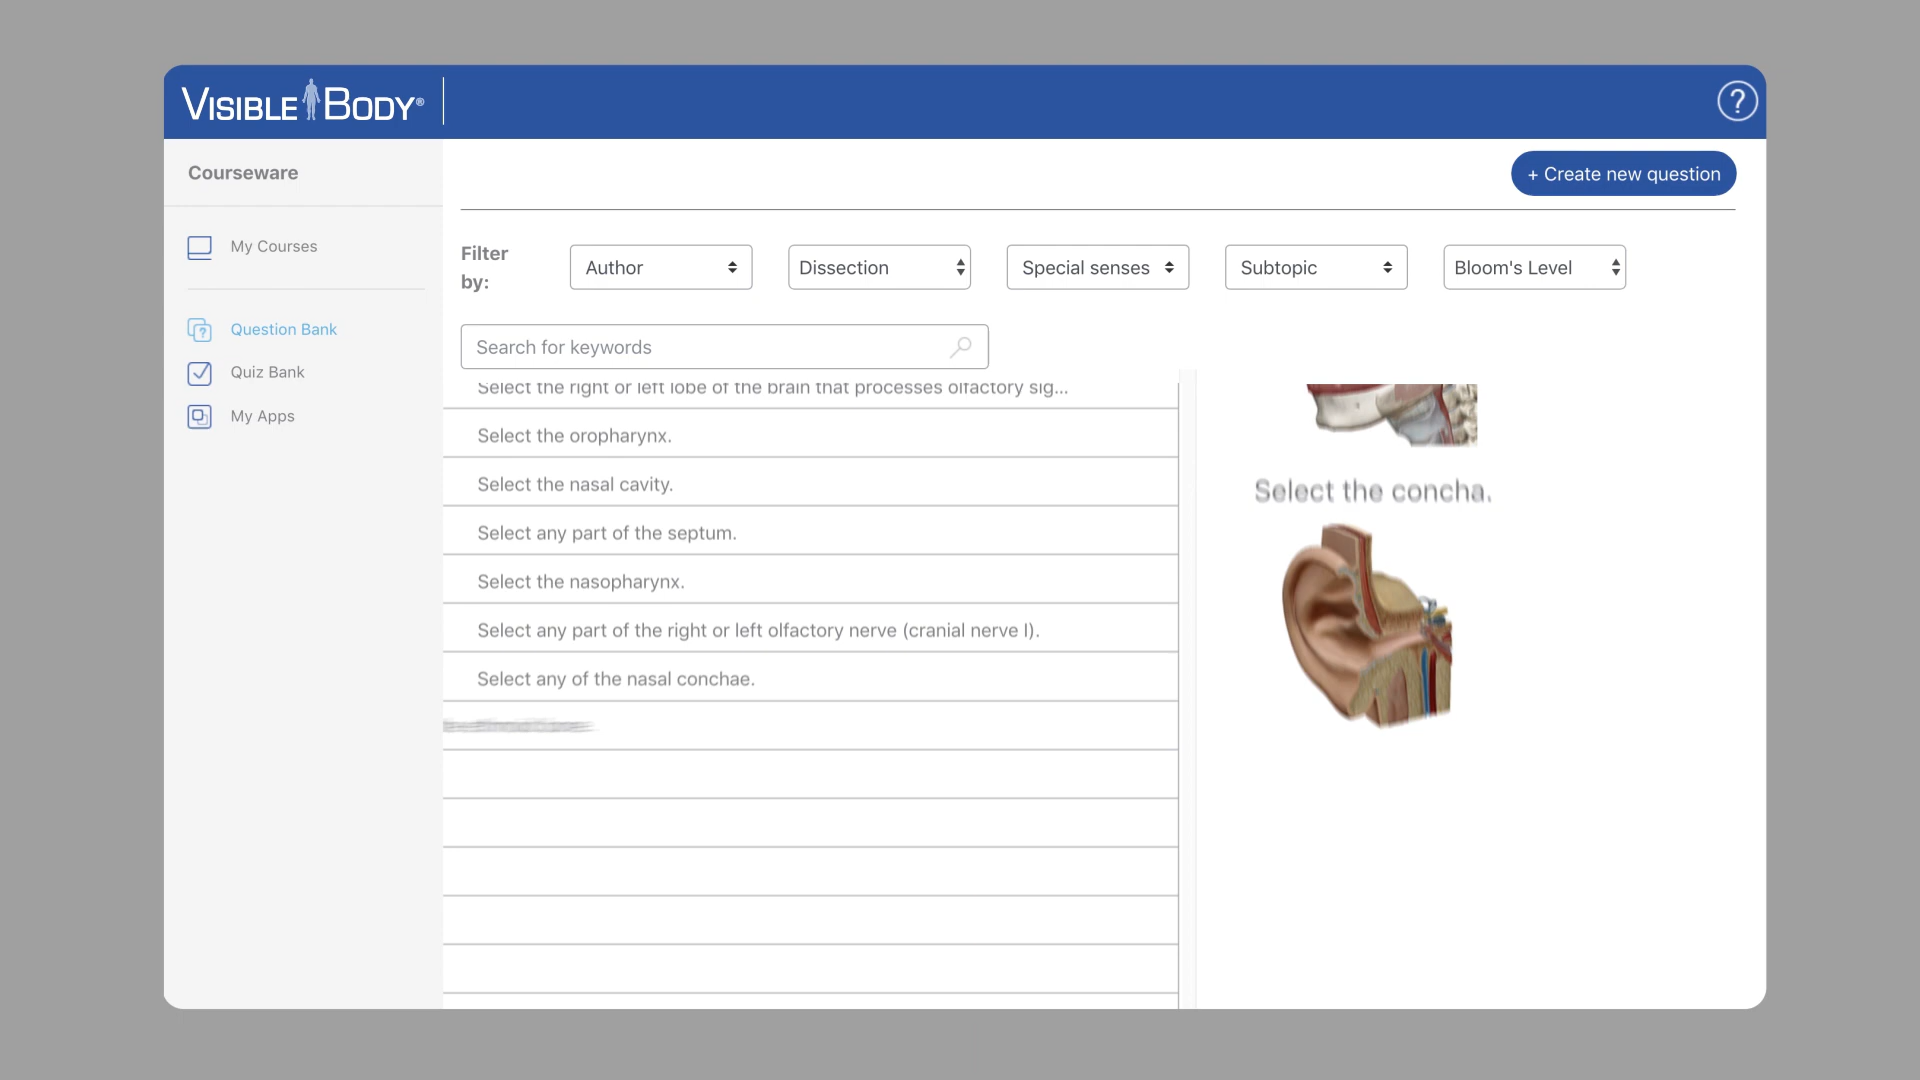 VISIBLE BODY®
?
Courseware
+ Create new question
My Courses
Question Bank
Quiz Bank
My Apps
Filter by:
Author
Dissection
Special senses
Subtopic
Bloom's Level
Search for keywords
Select the right or left lobe of the brain that processes olfactory sig...
Select the oropharynx.
Select the nasal cavity.
Select any part of the septum.
Select the nasopharynx.
Select any part of the right or left olfactory nerve (cranial nerve I).
Select any of the nasal conchae.
Select the concha.